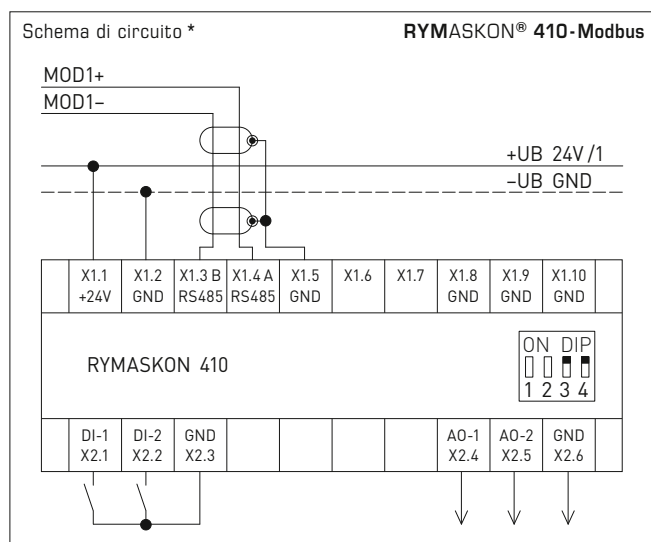 Schema di circuito * RYMASKON® 410-Modbus
MOD1+
MOD1–
+UB 24V/1
–UB GND
X1.1 X1.2 X1.3 B X1.4 A X1.5 X1.6 X1.7 X1.8 X1.9 X1.10
+24V GND RS485 RS485 GND GND GND GND
RYMASKON 410
ON DIP
1 2 3 4
DI-1 DI-2 GND AO-1 AO-2 GND
X2.1 X2.2 X2.3 X2.4 X2.5 X2.6